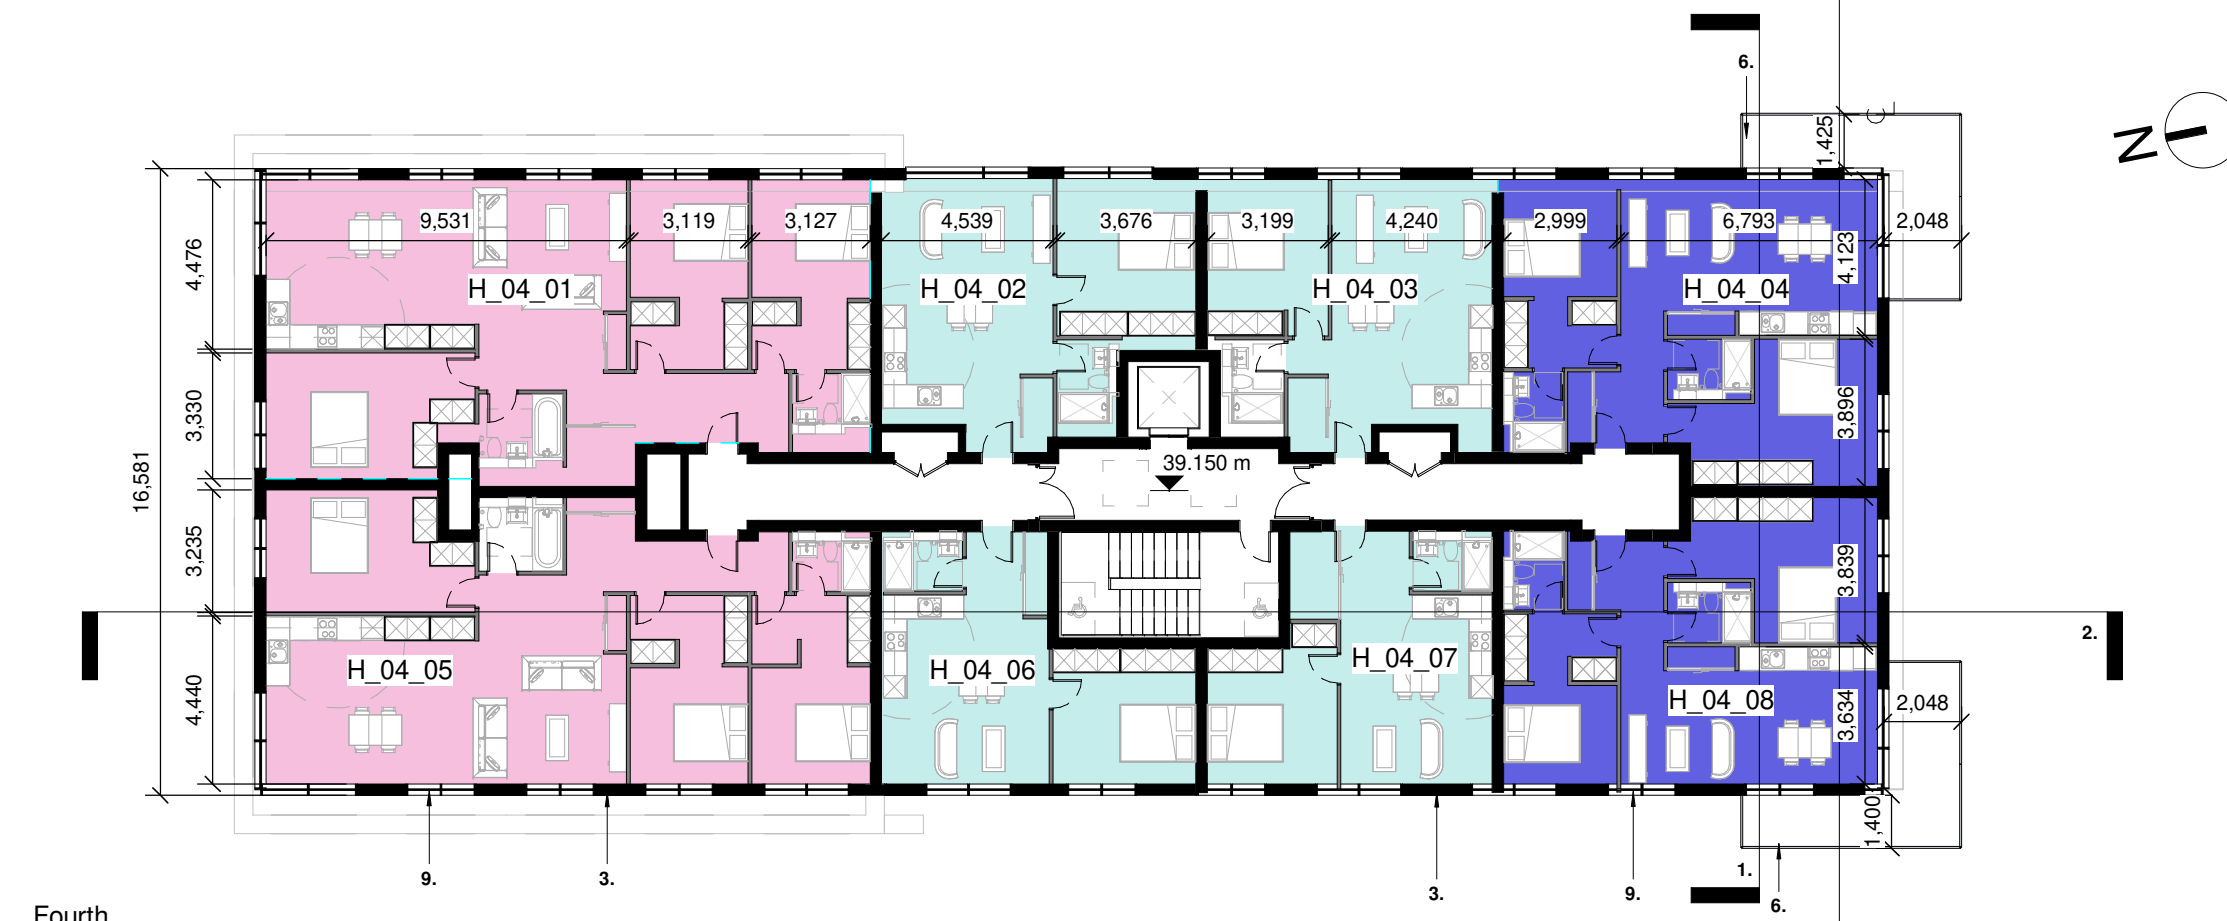 6.
1,425
N
9,531
3,119
3,127
4,539
3,676
3,199
4,240
2,999
6,793
2,048
4,476
4,123
H_04_01
H_04_02
H_04_03
H_04_04
3,330
3,896
16,581
39.150 m
3,235
3,839
2.
H_04_05
H_04_06
H_04_07
H_04_08
4,440
3,634
2,048
1,400
9.
3.
3.
9.
1.
6.
Fourth